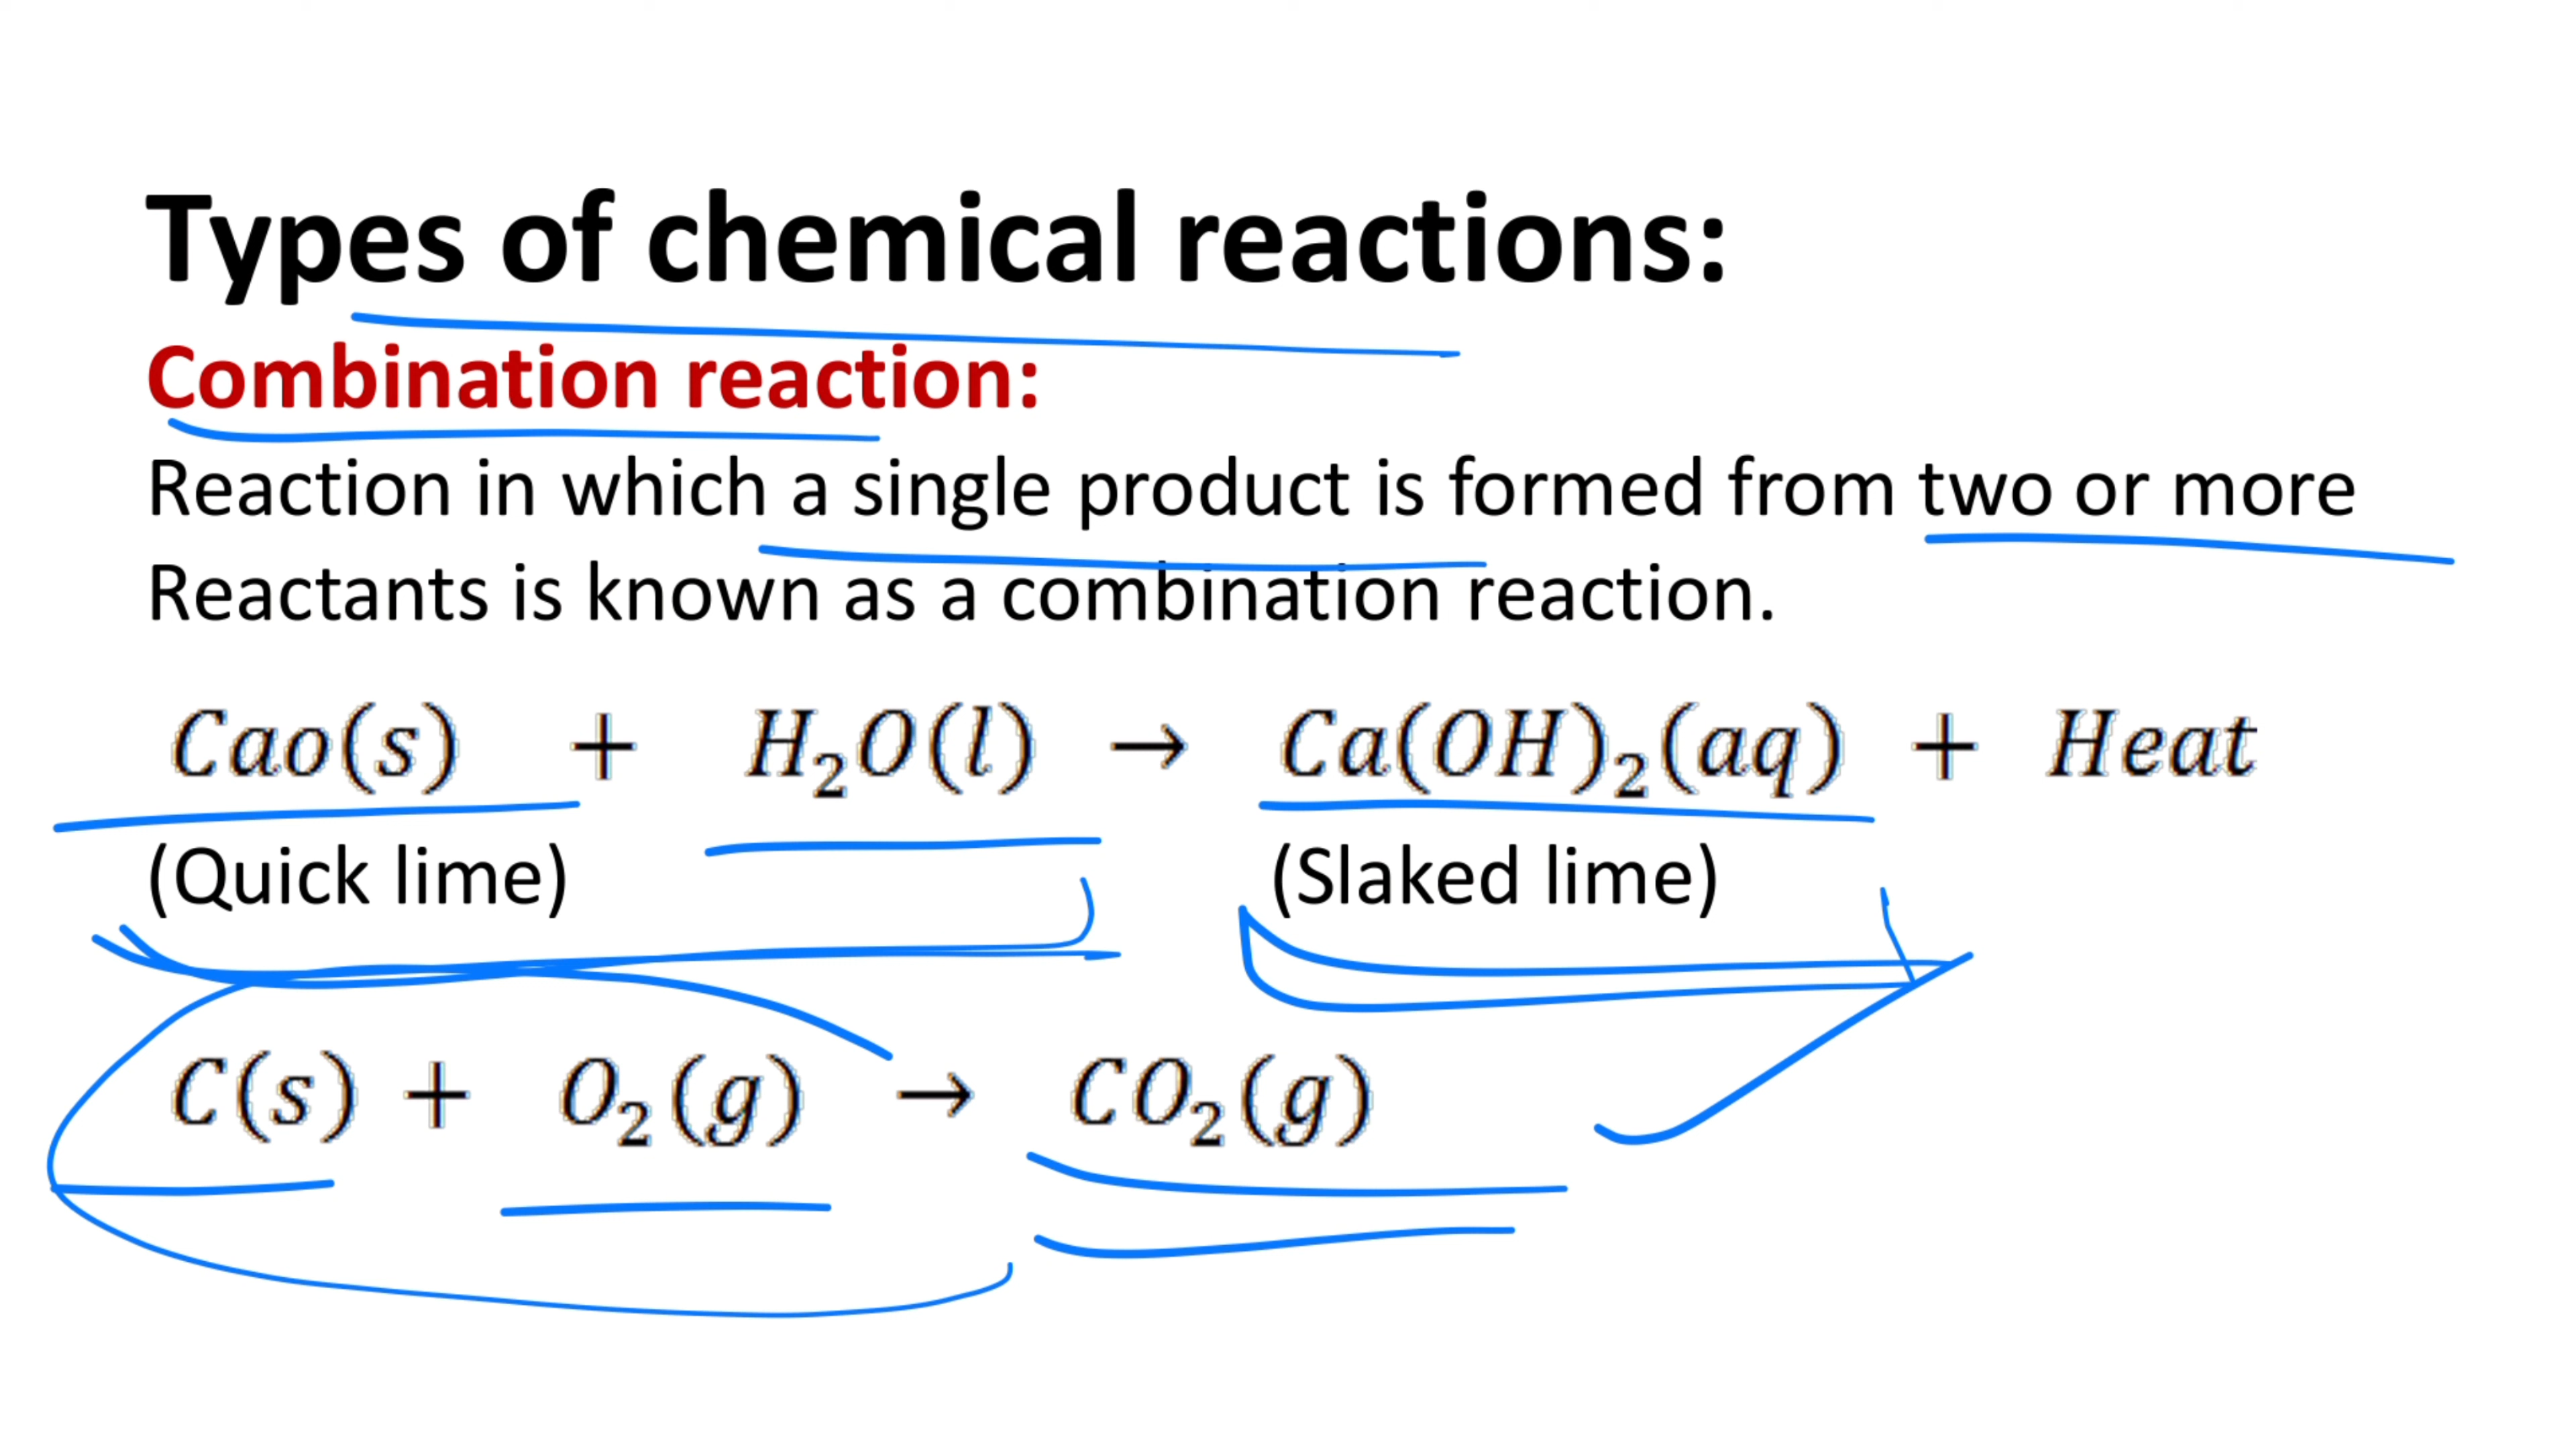 Types of chemical reactions:
Combination reaction:
Reaction in which a single product is formed from two or more
Reactants is known as a combination reaction.
Cao(s) + H₂O(l) → Ca(OH)₂(aq) + Heat
(Quick lime) (Slaked lime)
C(s) + O₂(g) → CO₂(g)